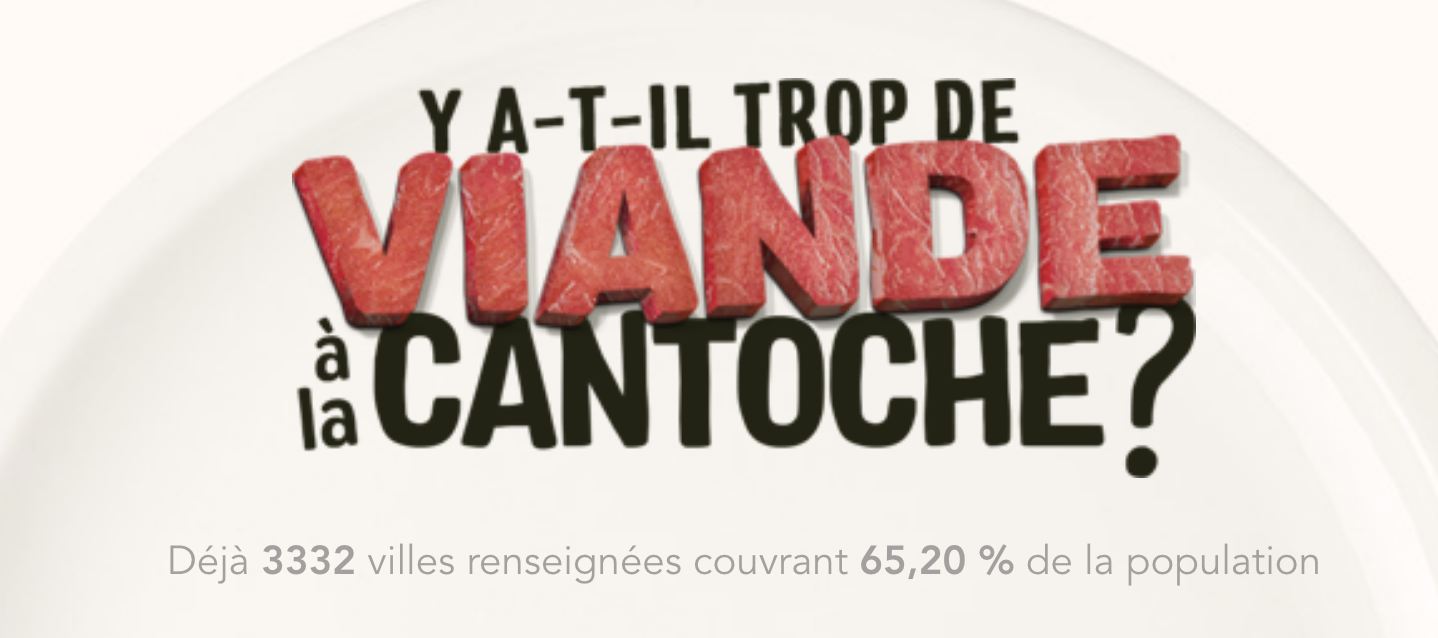 Y A-T-IL TROP DE
VIANDE
à la CANTOCHE?
Déjà 3332 villes renseignées couvrant 65,20 % de la population